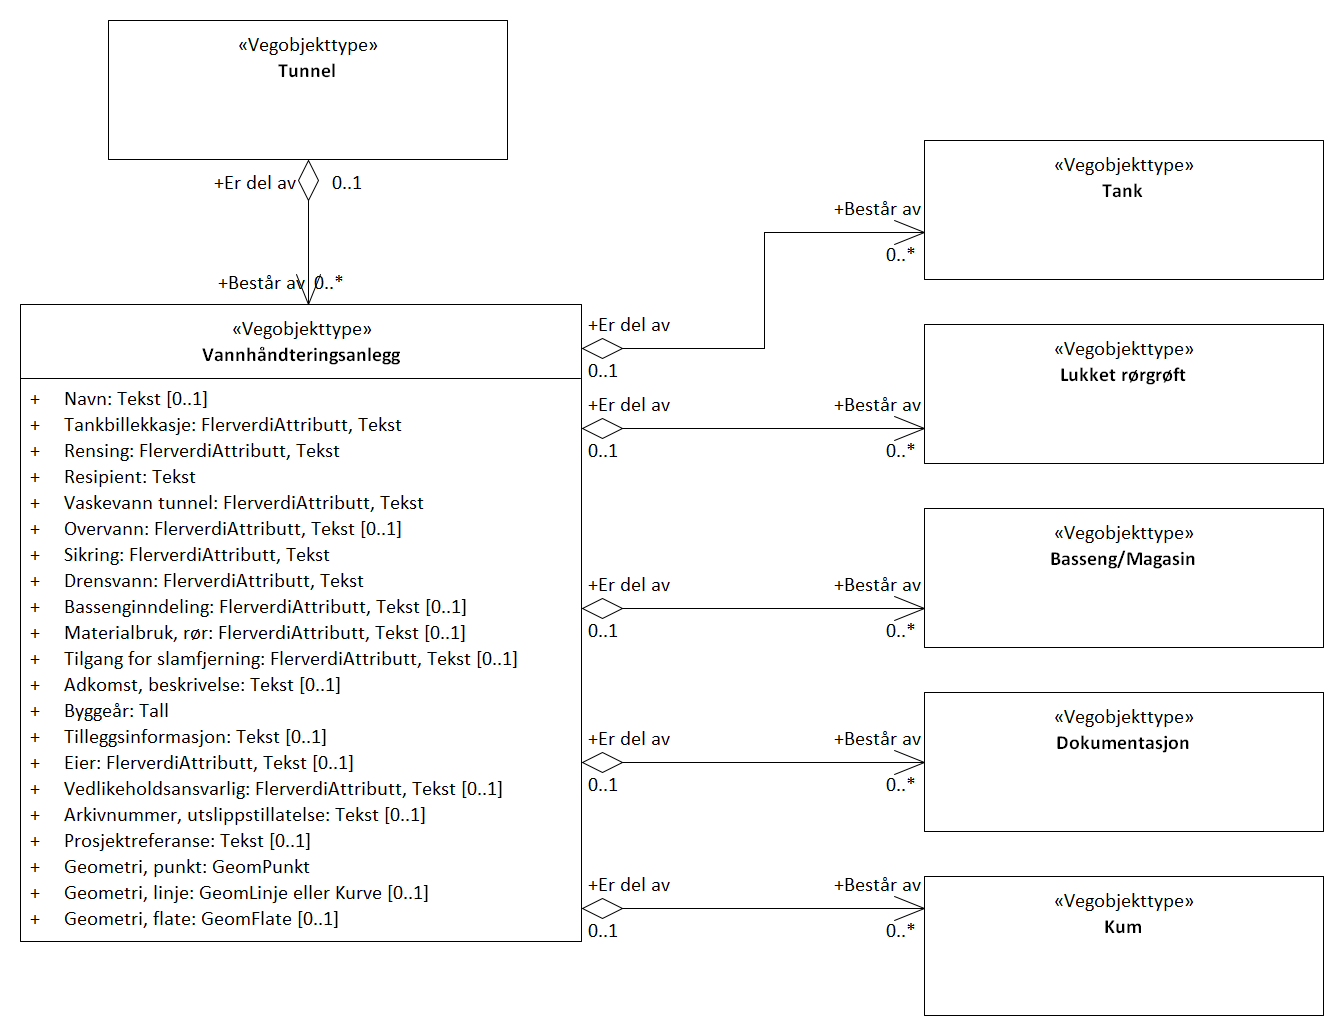 «Vegobjekttype»
Tunnel
+Er del av
0..1
+Består av
0..*
«Vegobjekttype»
Vannhåndteringsanlegg
+ Navn: Tekst [0..1]
+ Tankbillekkasje: FlerverdiAttributt, Tekst
+ Rensing: FlerverdiAttributt, Tekst
+ Resipient: Tekst
+ Vaskevann tunnel: FlerverdiAttributt, Tekst
+ Overvann: FlerverdiAttributt, Tekst [0..1]
+ Sikring: FlerverdiAttributt, Tekst
+ Drensvann: FlerverdiAttributt, Tekst
+ Bassenginndeling: FlerverdiAttributt, Tekst [0..1]
+ Materialbruk, rør: FlerverdiAttributt, Tekst [0..1]
+ Tilgang for slamfjerning: FlerverdiAttributt, Tekst [0..1]
+ Adkomst, beskrivelse: Tekst [0..1]
+ Byggeår: Tall
+ Tilleggsinformasjon: Tekst [0..1]
+ Eier: FlerverdiAttributt, Tekst [0..1]
+ Vedlikeholdsansvarlig: FlerverdiAttributt, Tekst [0..1]
+ Arkivnummer, utslippstillatelse: Tekst [0..1]
+ Prosjektreferanse: Tekst [0..1]
+ Geometri, punkt: GeomPunkt
+ Geometri, linje: GeomLinje eller Kurve [0..1]
+ Geometri, flate: GeomFlate [0..1]
+Er del av
0..1
+Består av
0..*
«Vegobjekttype»
Tank
+Er del av
0..1
+Består av
0..*
«Vegobjekttype»
Lukket rørgrøft
+Er del av
0..1
+Består av
0..*
«Vegobjekttype»
Basseng/Magasin
+Er del av
0..1
+Består av
0..*
«Vegobjekttype»
Dokumentasjon
+Er del av
0..1
+Består av
0..*
«Vegobjekttype»
Kum